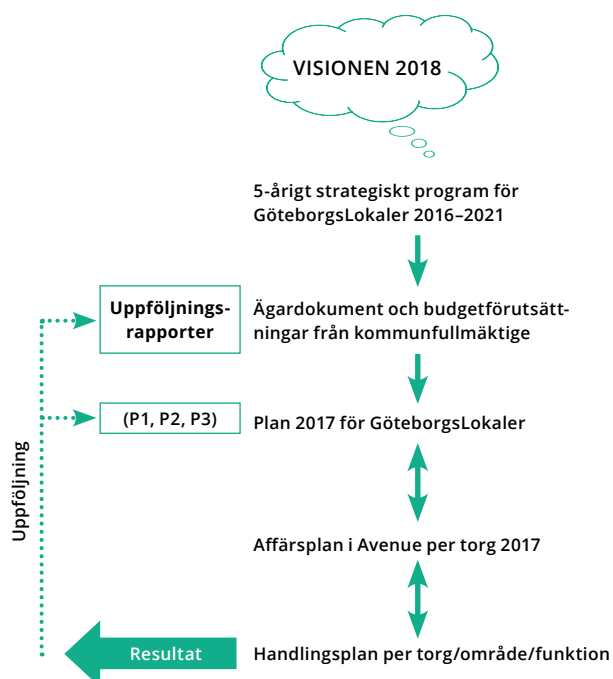 VISIONEN 2018
5-årigt strategiskt program för
GöteborgsLokaler 2016–2021
Uppföljnings-
rapporter
Ägardokument och budgetförutsätt-
ningar från kommunfullmäktige
(P1, P2, P3)
Plan 2017 för GöteborgsLokaler
Uppföljning
Affärsplan i Avenue per torg 2017
Resultat
Handlingsplan per torg/område/funktion